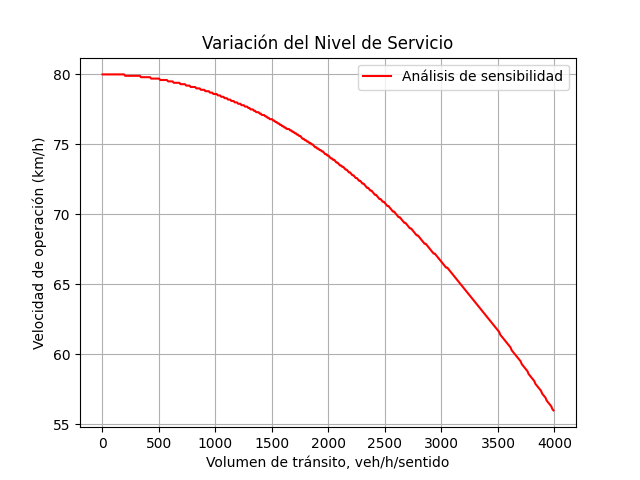 Variación del Nivel de Servicio
Análisis de sensibilidad
Velocidad de operación (km/h)
80
75
70
65
60
55
0 500 1000 1500 2000 2500 3000 3500 4000
Volumen de tránsito, veh/h/sentido